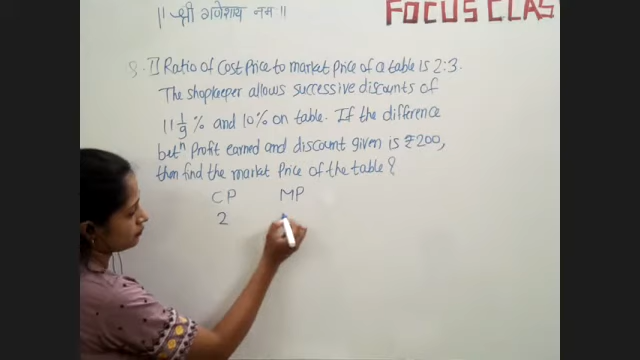 || श्री गणेशाय नमः ||
FOCUS CLAS
8. I] Ratio of Cost Price to market Price of a table is 2:3.
The shopkeeper allows successive discounts of
11 1/9 % and 10% on table. If the difference
betⁿ Profit earned and discount given is ₹200,
then find the market Price of the table?
CP MP
2